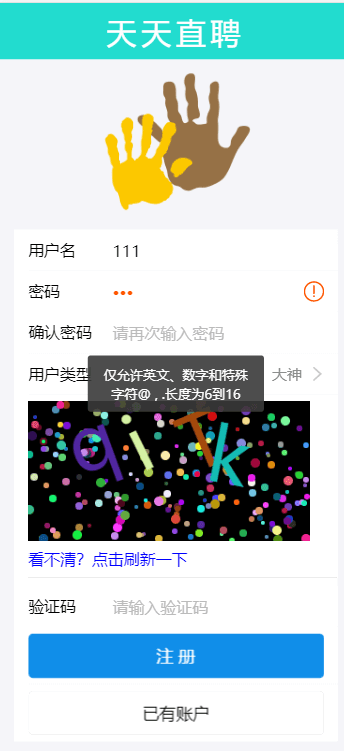 天天直聘
用户名 111
密码 •••
确认密码 请再次输入密码
用户类型 大神
仅允许英文、数字和特殊
字符@ , .长度为6到16
qiTk
看不清？点击刷新一下
验证码 请输入验证码
注册
已有账户